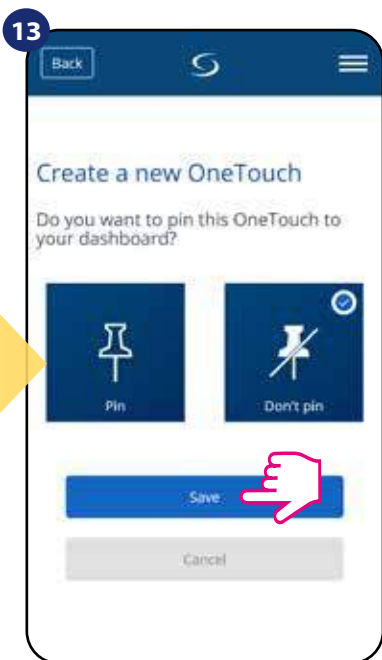 13
Back
Create a new OneTouch
Do you want to pin this OneTouch to
your dashboard?
Pin
Don't pin
Save
Cancel